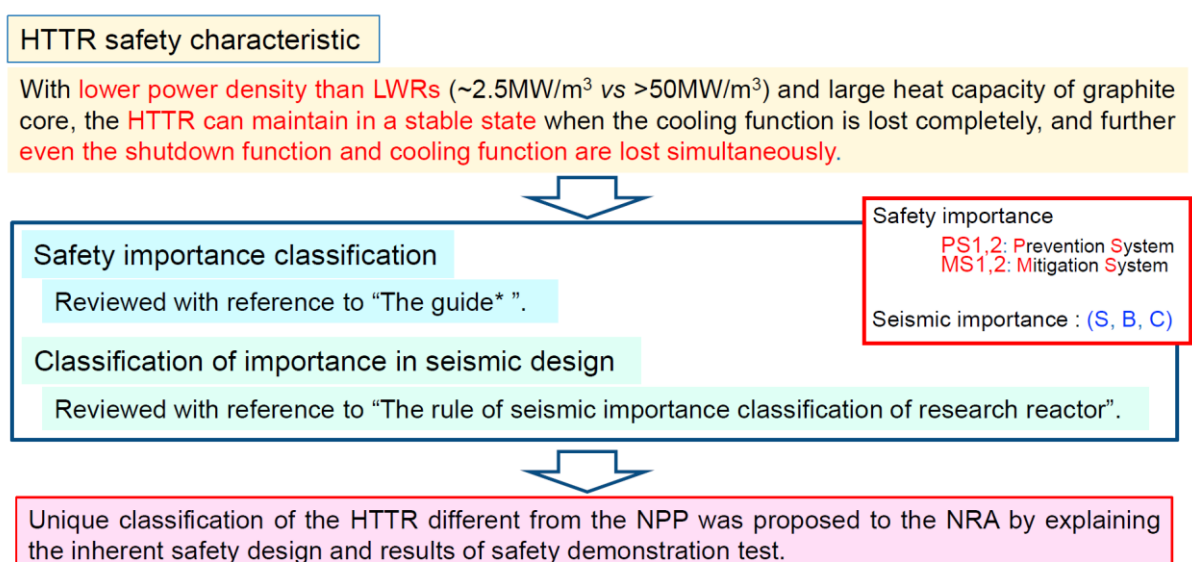 HTTR safety characteristic
With lower power density than LWRs (~2.5MW/m³ vs >50MW/m³) and large heat capacity of graphite
core, the HTTR can maintain in a stable state when the cooling function is lost completely, and further
even the shutdown function and cooling function are lost simultaneously.
Safety importance
PS1,2: Prevention System
MS1,2: Mitigation System
Seismic importance : (S, B, C)
Safety importance classification
Reviewed with reference to “The guide* ”.
Classification of importance in seismic design
Reviewed with reference to “The rule of seismic importance classification of research reactor”.
Unique classification of the HTTR different from the NPP was proposed to the NRA by explaining
the inherent safety design and results of safety demonstration test.